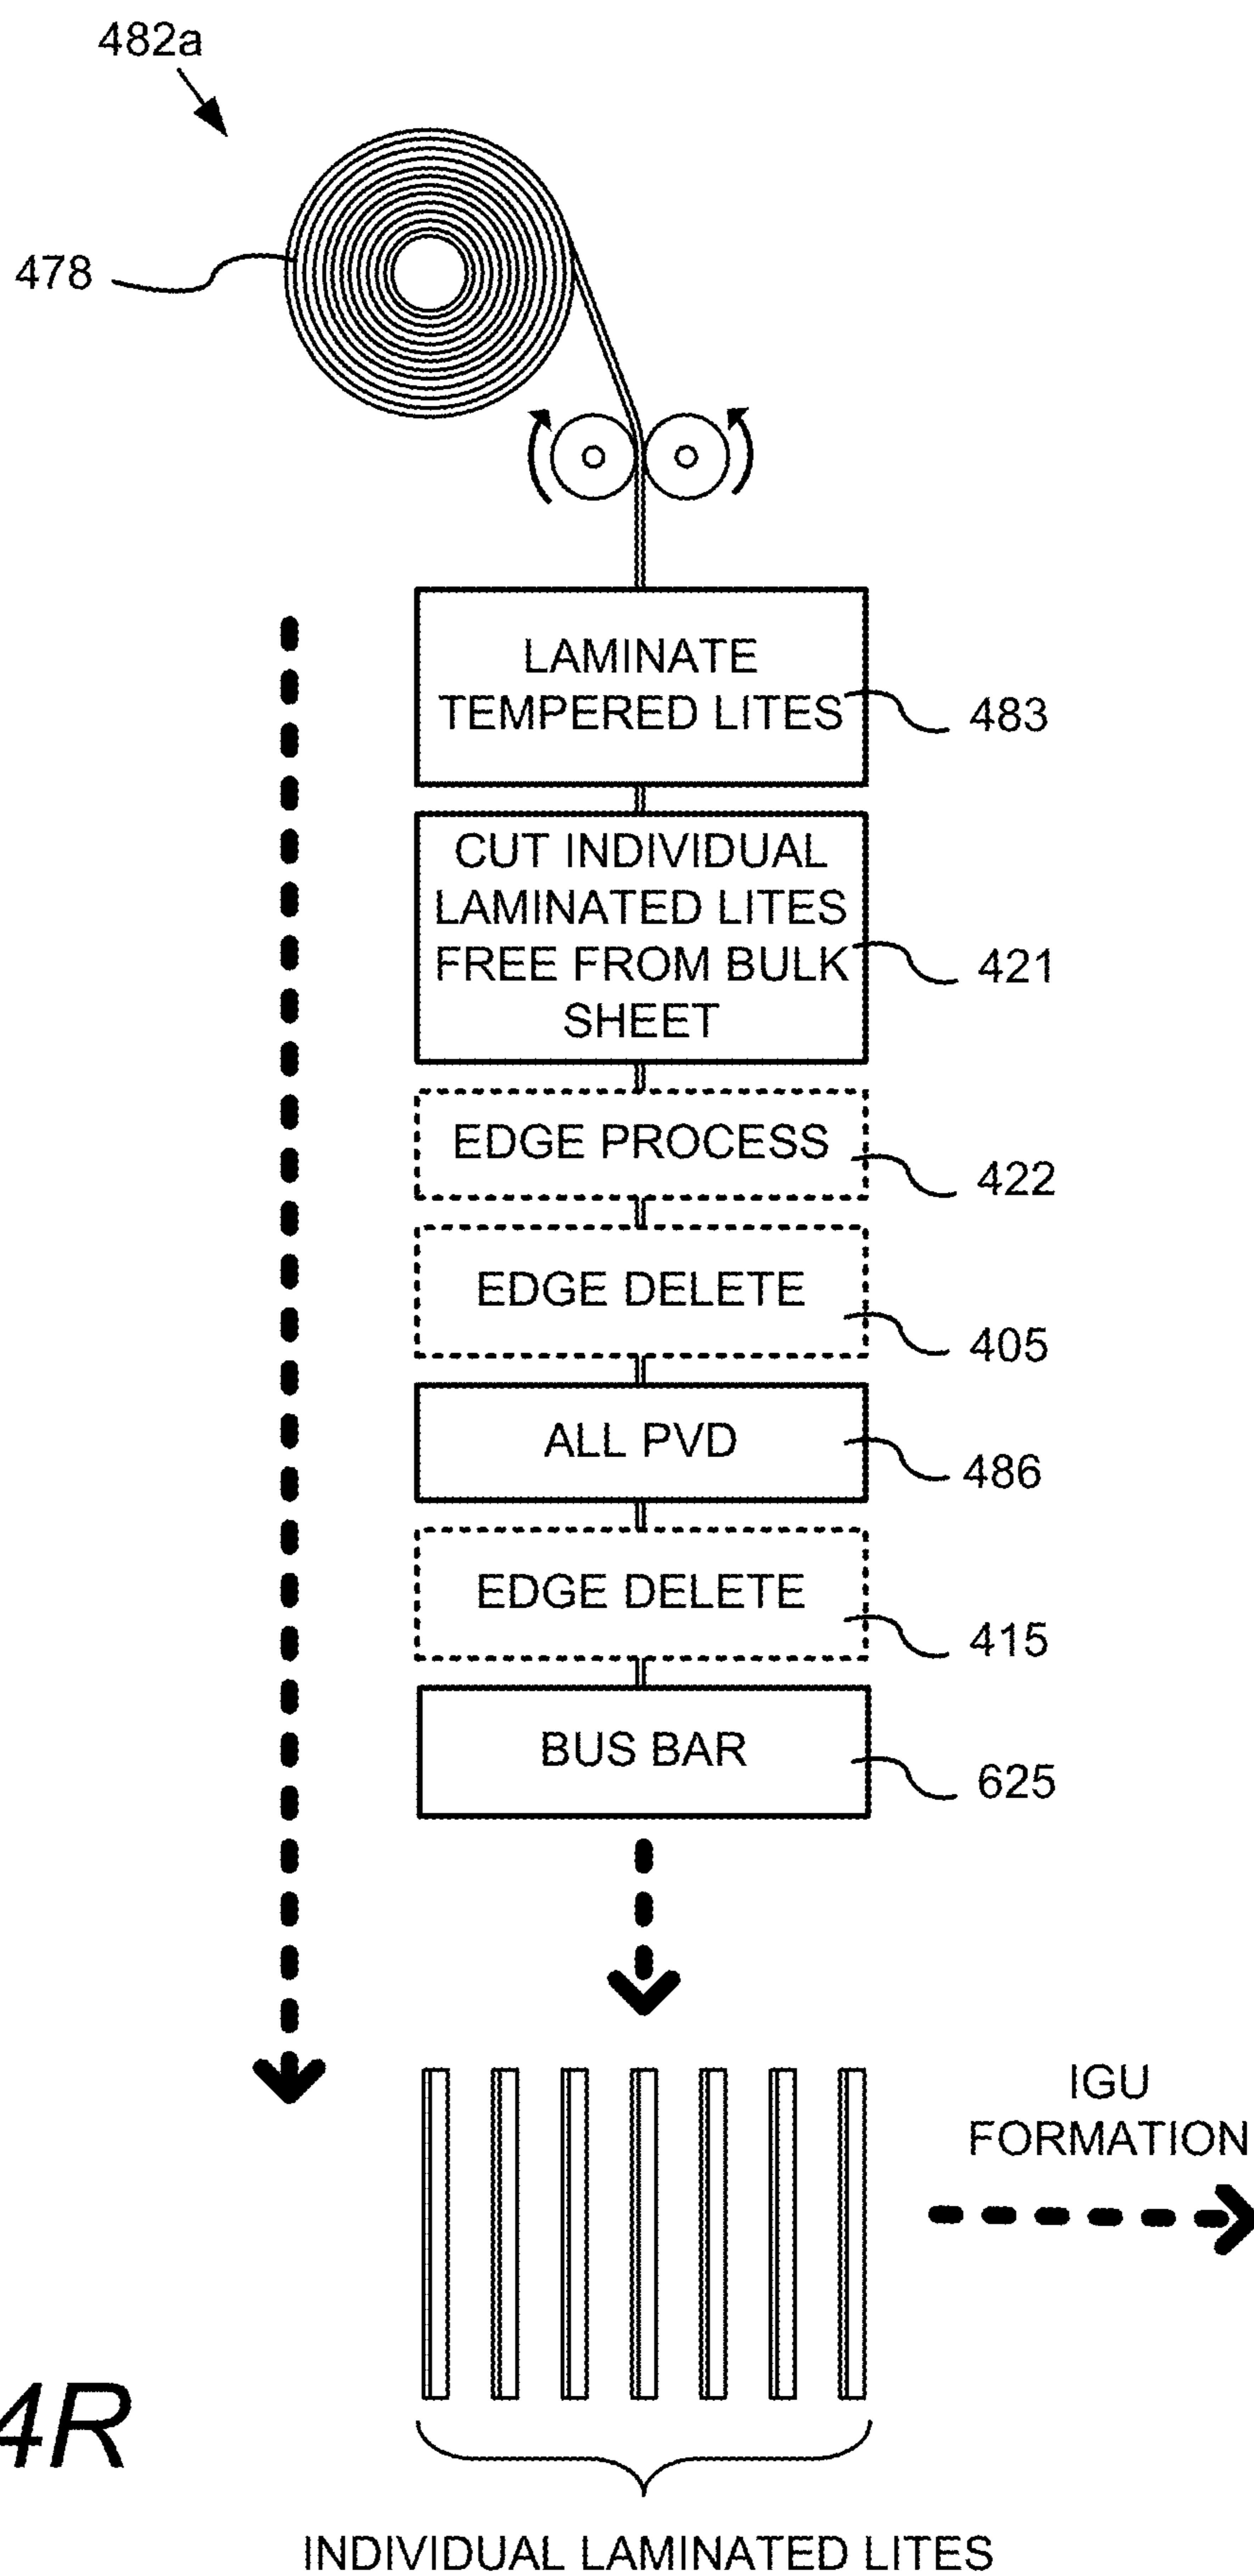 482a
478
LAMINATE
TEMPERED LITES
483
CUT INDIVIDUAL
LAMINATED LITES
FREE FROM BULK
SHEET
421
EDGE PROCESS
422
EDGE DELETE
405
ALL PVD
486
EDGE DELETE
415
BUS BAR
625
IGU
FORMATION
4R
INDIVIDUAL LAMINATED LITES